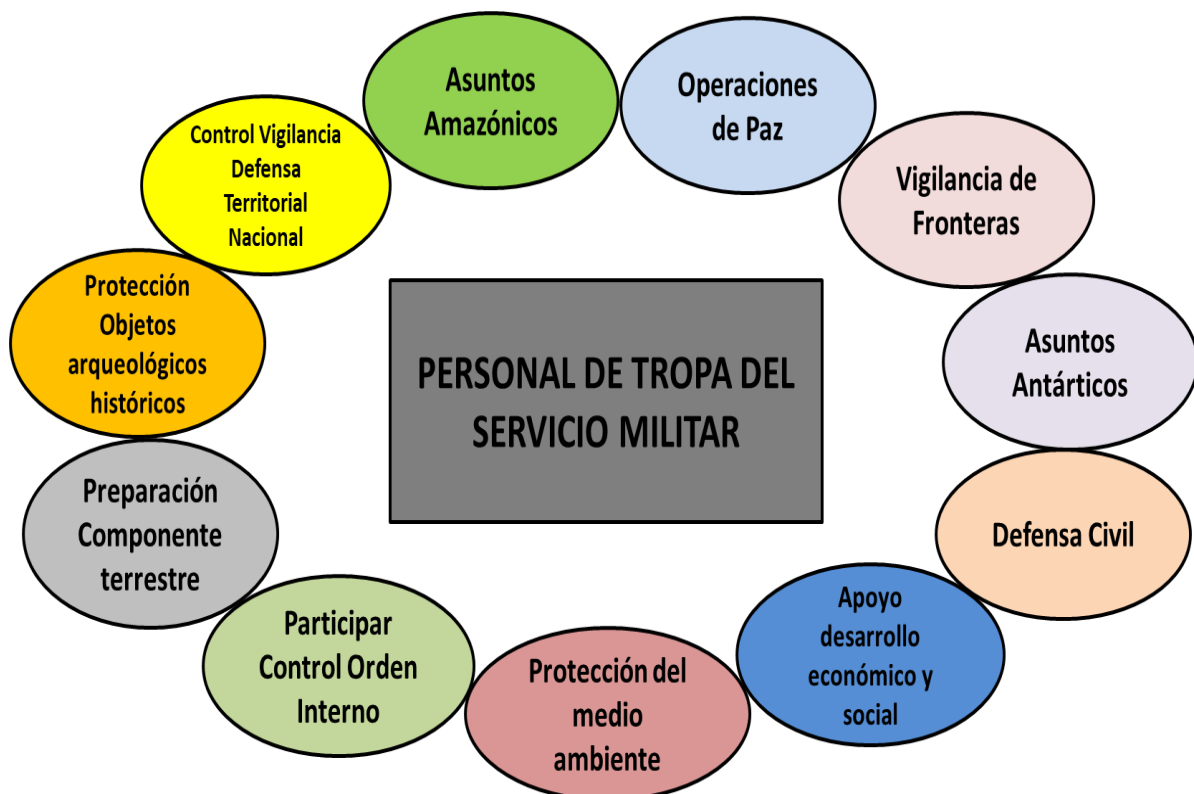 Asuntos
Amazónicos
Operaciones
de Paz
Control Vigilancia
Defensa
Territorial
Nacional
Vigilancia de
Fronteras
Protección
Objetos
arqueológicos
históricos
PERSONAL DE TROPA DEL
SERVICIO MILITAR
Asuntos
Antárticos
Preparación
Componente
terrestre
Defensa Civil
Participar
Control Orden
Interno
Protección del
medio
ambiente
Apoyo
desarrollo
económico y
social